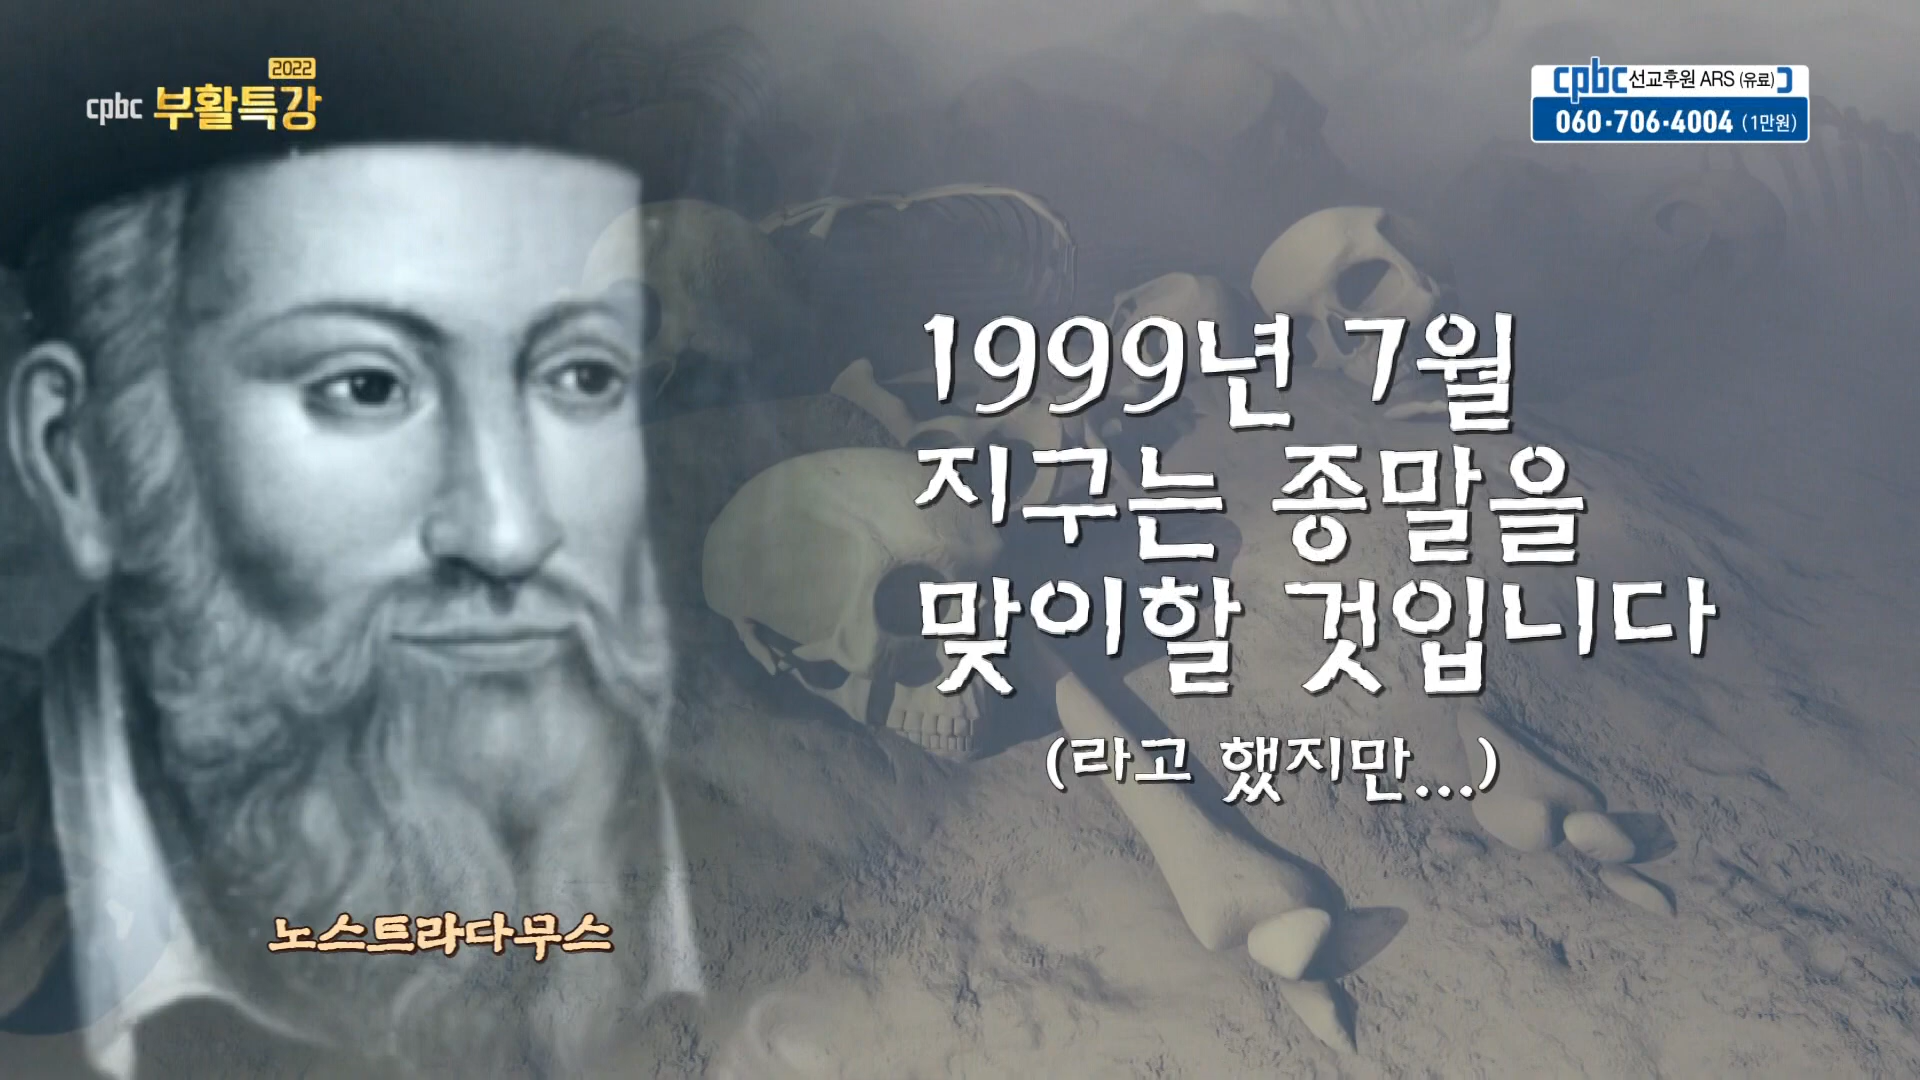 2022
cpbc 부활특강
cpbc 선교후원 ARS (유료)
060·706·4004 (1만원)
1999년 7월
지구는 종말을
맞이할 것입니다
(라고 했지만...)
노스트라다무스